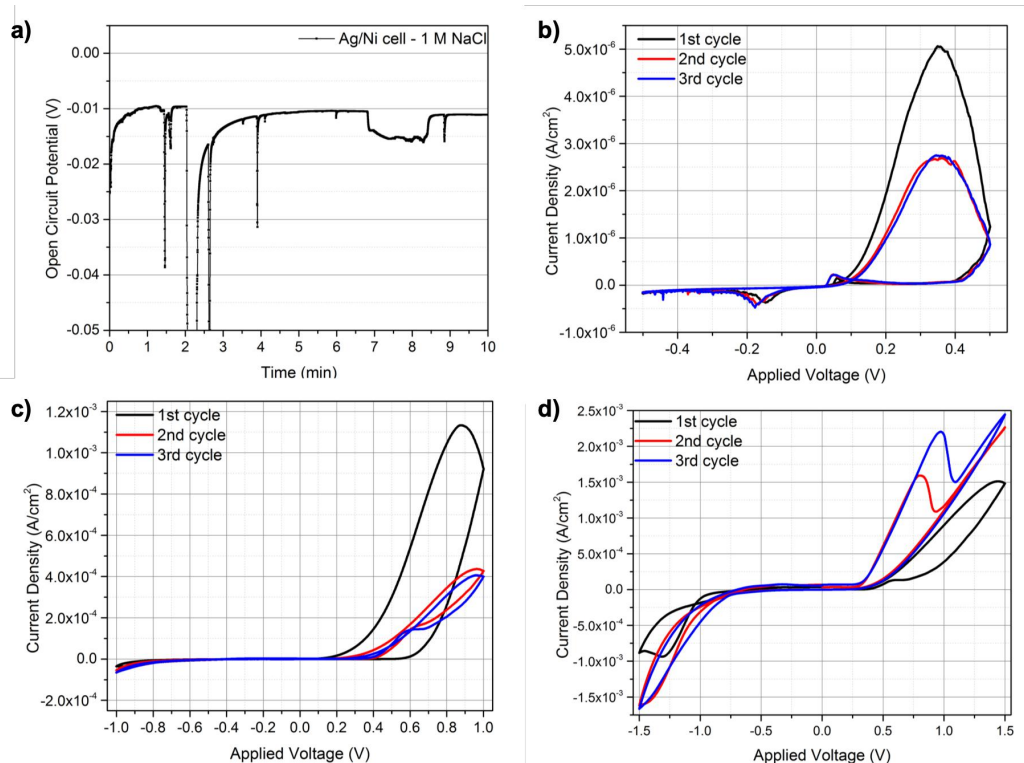 a)
Ag/Ni cell - 1 M NaCl
Open Circuit Potential (V)
0.00
-0.01
-0.02
-0.03
-0.04
-0.05
0 1 2 3 4 5 6 7 8 9 10
Time (min)
b)
1st cycle
2nd cycle
3rd cycle
Current Density (A/cm²)
5.0x10⁻⁶
4.0x10⁻⁶
3.0x10⁻⁶
2.0x10⁻⁶
1.0x10⁻⁶
0.0
-1.0x10⁻⁶
-0.4 -0.2 0.0 0.2 0.4
Applied Voltage (V)
c)
1st cycle
2nd cycle
3rd cycle
Current Density (A/cm²)
1.2x10⁻³
1.0x10⁻³
8.0x10⁻⁴
6.0x10⁻⁴
4.0x10⁻⁴
2.0x10⁻⁴
0.0
-2.0x10⁻⁴
-1.0 -0.8 -0.6 -0.4 -0.2 0.0 0.2 0.4 0.6 0.8 1.0
Applied Voltage (V)
d)
1st cycle
2nd cycle
3rd cycle
Current Density (A/cm²)
2.5x10⁻³
2.0x10⁻³
1.5x10⁻³
1.0x10⁻³
5.0x10⁻⁴
0.0
-5.0x10⁻⁴
-1.0x10⁻³
-1.5x10⁻³
-1.5 -1.0 -0.5 0.0 0.5 1.0 1.5
Applied Voltage (V)